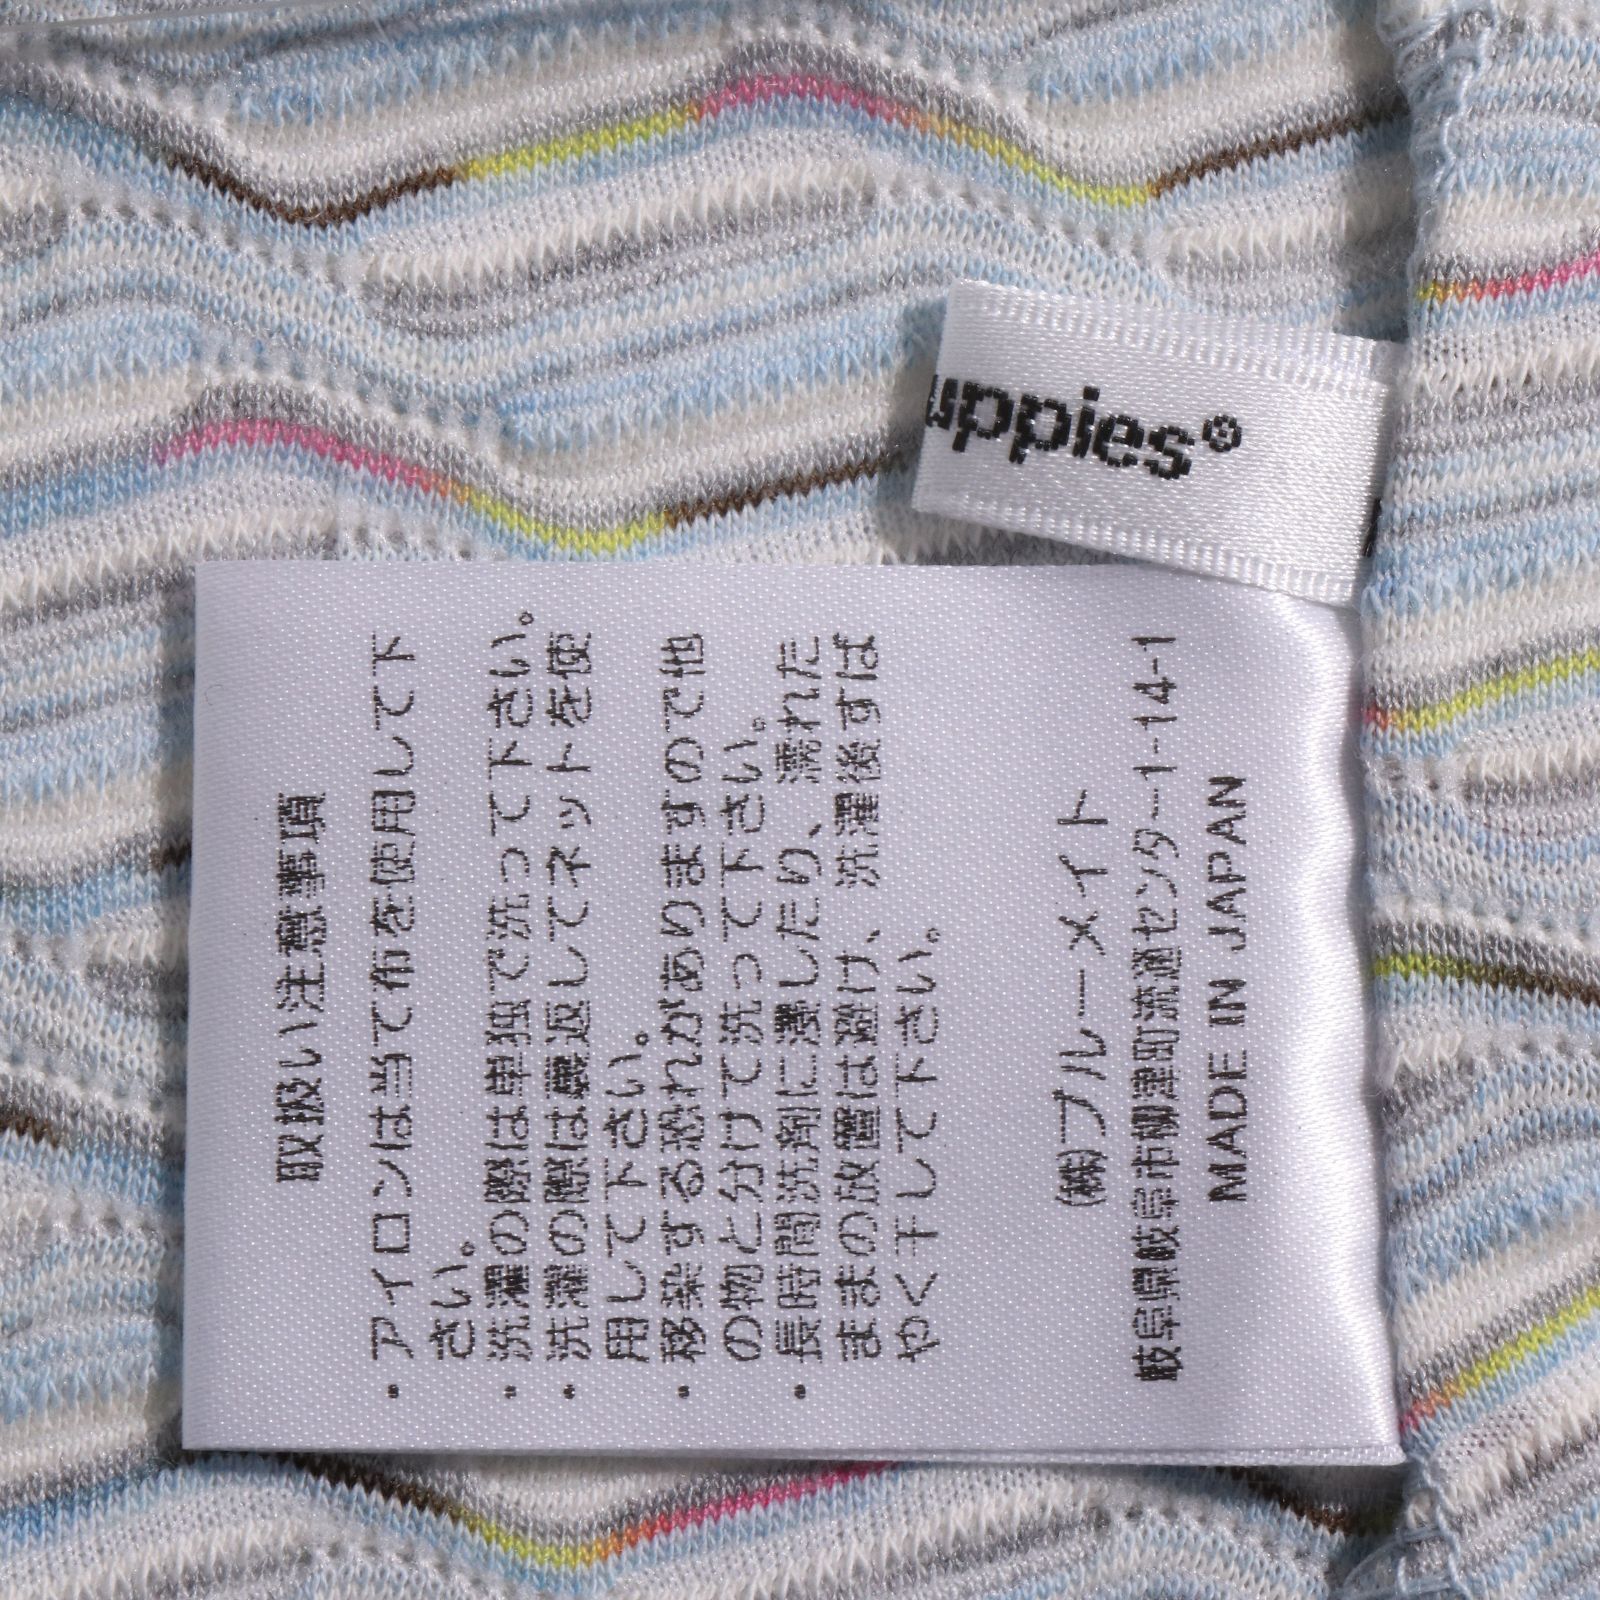 uppies®
取扱い注意事項
・アイロンは当て布を使用して下
さい。
・洗濯の際は単独で洗って下さい。
・洗濯の際は裏返してネットを使
用して下さい。
・移染する恐れがありますので他
の物と分けて洗って下さい。
・長時間洗剤に浸したり、濡れた
ままの放置は避け、洗濯後すば
やく干して下さい。
㈱ブルーメイト
岐阜県岐阜市柳津町流通センター1-14-1
MADE IN JAPAN